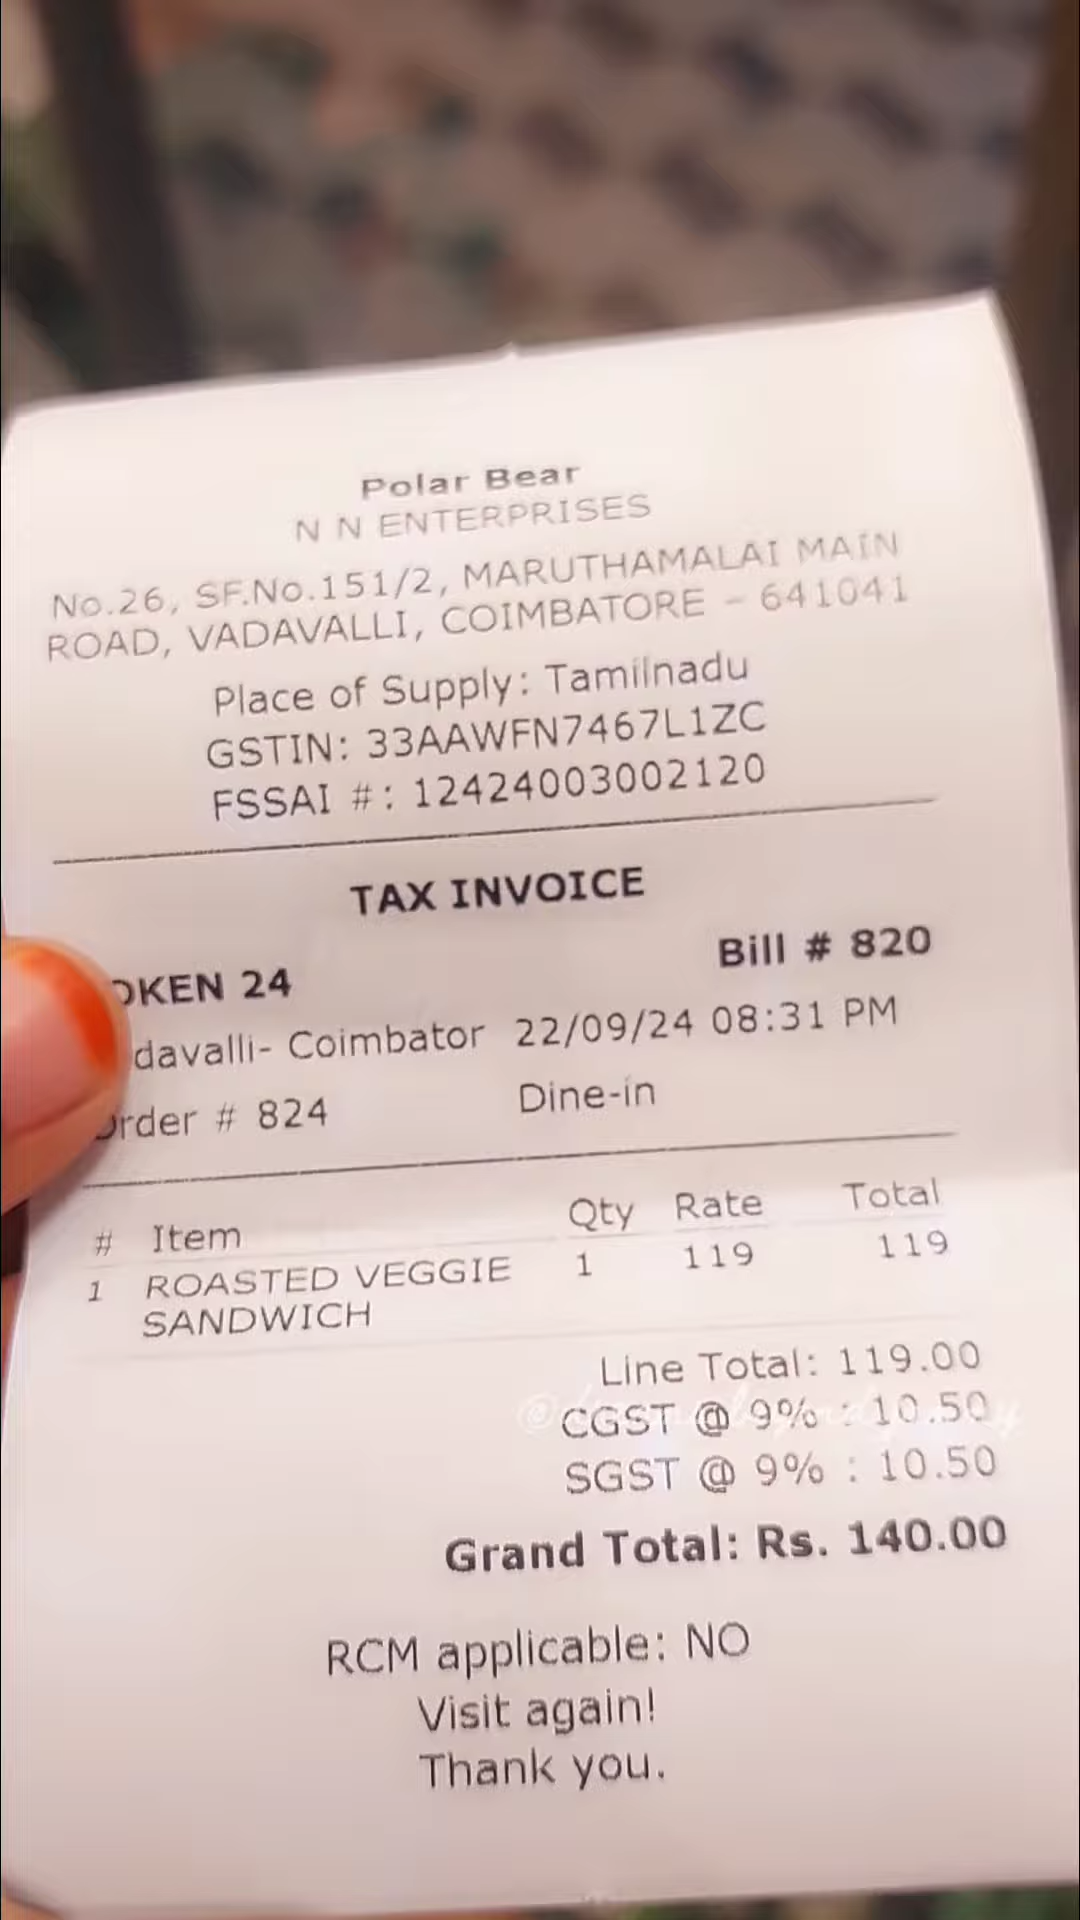 Polar Bear
N N ENTERPRISES
No.26, SF.No.151/2, MARUTHAMALAI MAIN
ROAD, VADAVALLI, COIMBATORE - 641041
Place of Supply: Tamilnadu
GSTIN: 33AAWFN7467L1ZC
FSSAI #: 12424003002120
TAX INVOICE
OKEN 24 Bill # 820
davalli- Coimbator 22/09/24 08:31 PM
Order # 824 Dine-in
# Item Qty Rate Total
1 ROASTED VEGGIE 1 119 119
SANDWICH
Line Total: 119.00
CGST @ 9% : 10.50
SGST @ 9% : 10.50
Grand Total: Rs. 140.00
RCM applicable: NO
Visit again!
Thank you.